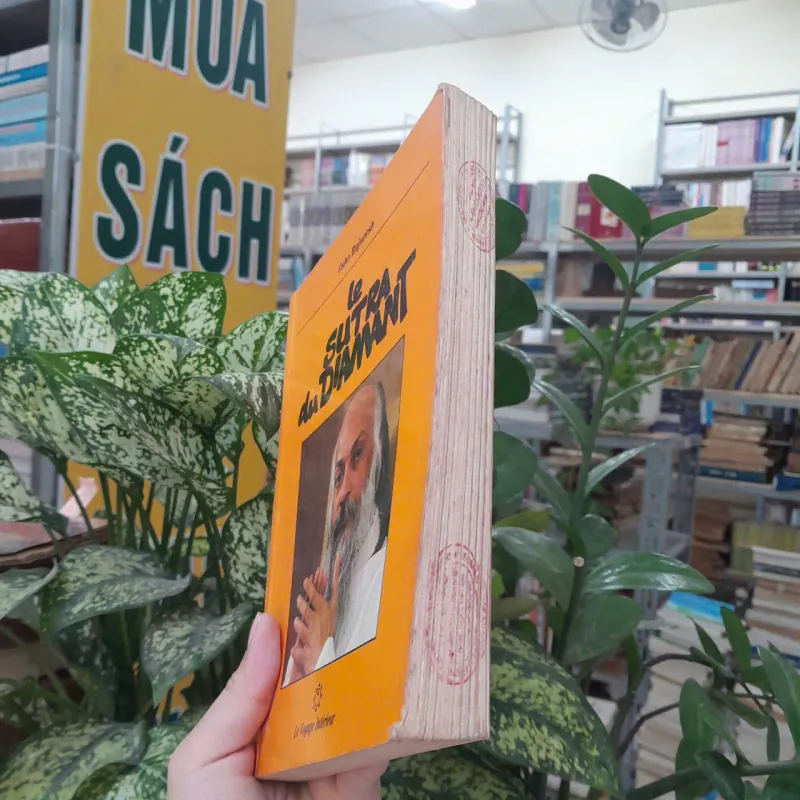 MUA
SÁCH
Osho Rajneesh
le
SUTRA
du DIAMANT
Le Voyage Intérieur